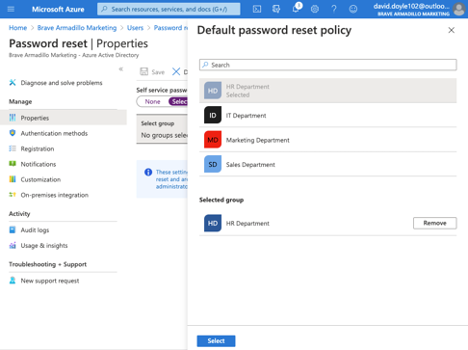 Microsoft Azure
Search resources, services, and docs (G+/)
2
david.doyle102@outloo...
BRAVE ARMADILLO MARKETING
Home > Brave Armadillo Marketing > Users >
Password reset | Properties
Brave Armadillo Marketing - Azure Active Directory
Diagnose and solve problems
Manage
Properties
Authentication methods
Registration
Notifications
Customization
On-premises integration
Activity
Audit logs
Usage & insights
Troubleshooting + Support
New support request
Save
D
Self service passw
None
Selec
Select group
No groups selec
These settin
reset and an
administrato
Default password reset policy
Search
HD
HR Department
Selected
ID
IT Department
MD
Marketing Department
SD
Sales Department
Selected group
HD
HR Department
Remove
Select